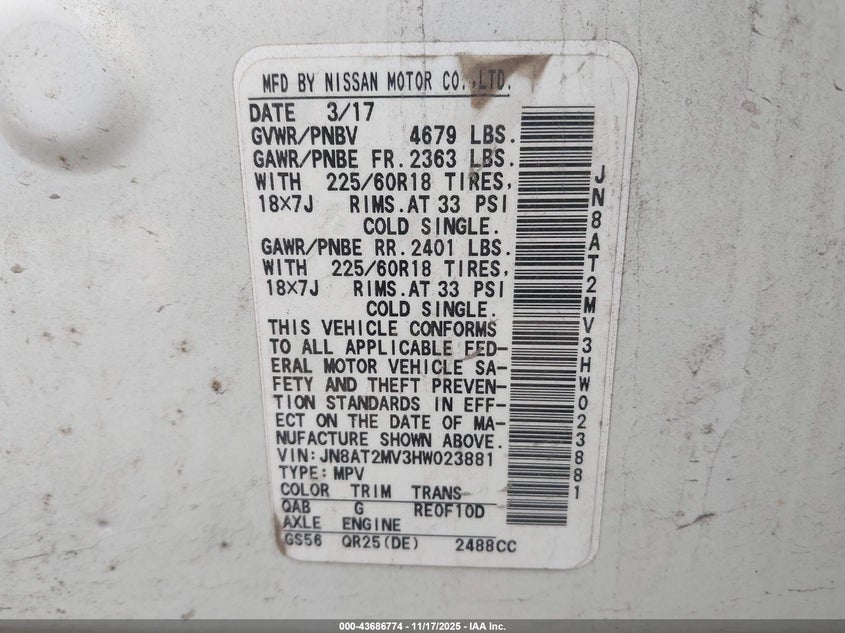 MFD BY NISSAN MOTOR CO.,LTD.
DATE 3/17
GVWR/PNBV 4679 LBS.
GAWR/PNBE FR. 2363 LBS.
WITH 225/60R18 TIRES,
18×7J RIMS.AT 33 PSI
COLD SINGLE.
GAWR/PNBE RR. 2401 LBS.
WITH 225/60R18 TIRES,
18×7J RIMS.AT 33 PSI
COLD SINGLE.
THIS VEHICLE CONFORMS
TO ALL APPLICABLE FED-
ERAL MOTOR VEHICLE SA-
FETY AND THEFT PREVEN-
TION STANDARDS IN EFF-
ECT ON THE DATE OF MA-
NUFACTURE SHOWN ABOVE.
VIN:JN8AT2MV3HW023881
TYPE:MPV
COLOR TRIM TRANS
QAB G RE0F10D
AXLE ENGINE
GS56 QR25(DE) 2488CC
JN8AT2MV3HW023881
000-43686774 — 11/17/2025 — IAA Inc.